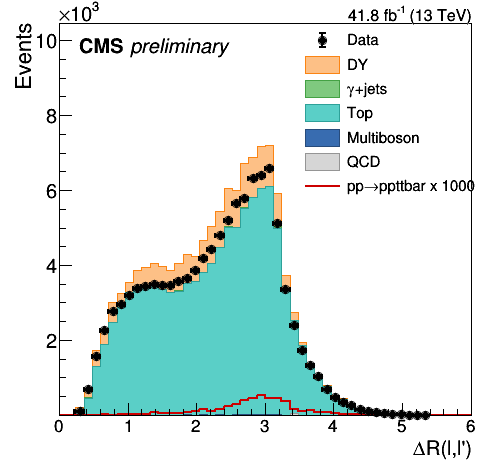 ×10³
41.8 fb⁻¹ (13 TeV)
Events
CMS preliminary
Data
DY
γ+jets
Top
Multiboson
QCD
pp→ppttbar x 1000
10
8
6
4
2
0 1 2 3 4 5 6
ΔR(l,l')